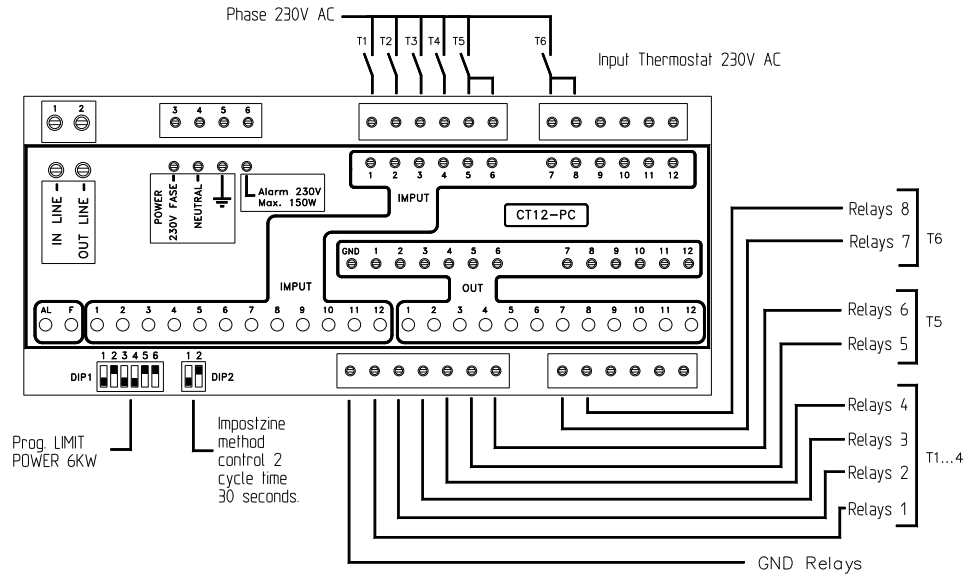 Phase 230V AC
T1 T2 T3 T4 T5 T6
Input Thermostat 230V AC
1 2
3 4 5 6
IN LINE
OUT LINE
POWER
230V FASE
NEUTRAL
Alarm 230V
Max. 150W
1 2 3 4 5 6 7 8 9 10 11 12
IMPUT
CT12-PC
GND 1 2 3 4 5 6 7 8 9 10 11 12
IMPUT
OUT
AL F 1 2 3 4 5 6 7 8 9 10 11 12 1 2 3 4 5 6 7 8 9 10 11 12
1 2 3 4 5 6
DIP1
1 2
DIP2
Prog. LIMIT
POWER 6KW
Impostzine
method
control 2
cycle time
30 seconds.
Relays 8
Relays 7
T6
Relays 6
Relays 5
T5
Relays 4
Relays 3
Relays 2
Relays 1
T1...4
GND Relays